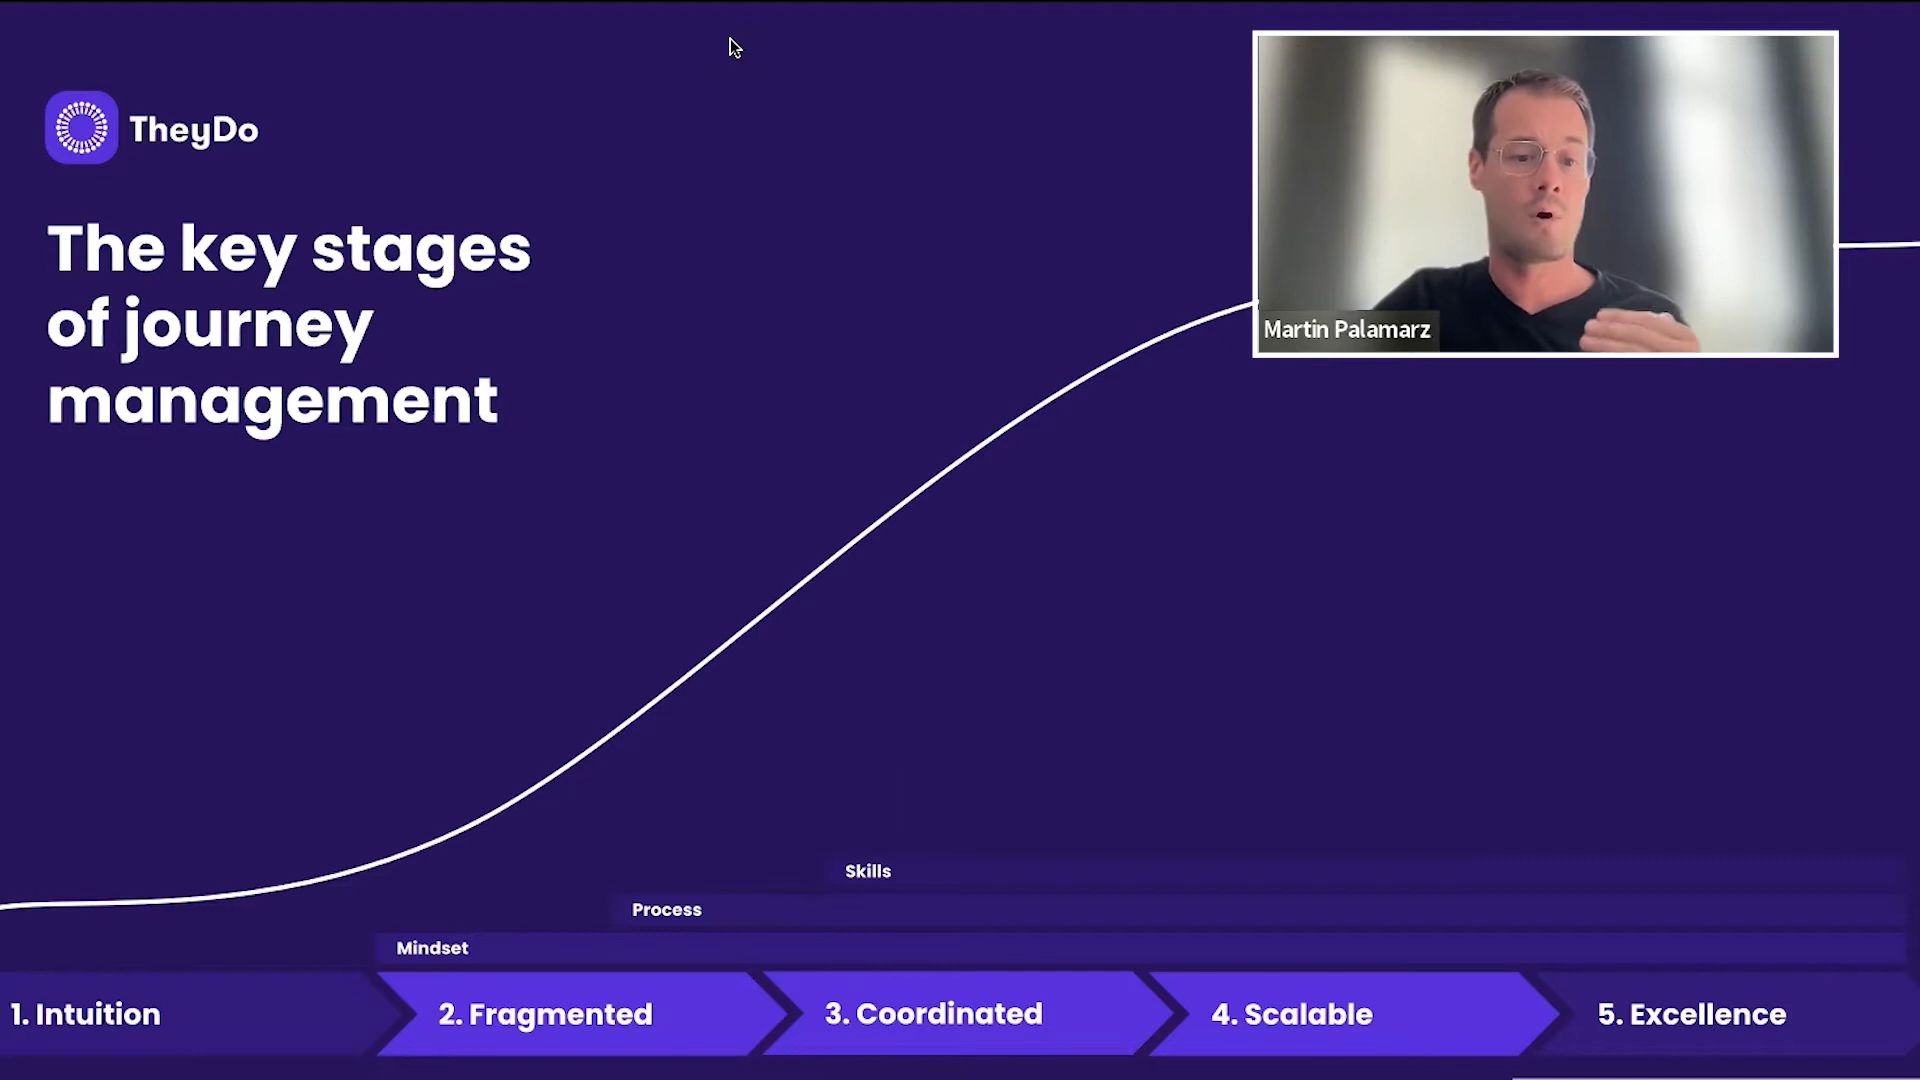 TheyDo
The key stages
of journey
management
Martin Palamarz
Skills
Process
Mindset
1. Intuition
2. Fragmented
3. Coordinated
4. Scalable
5. Excellence